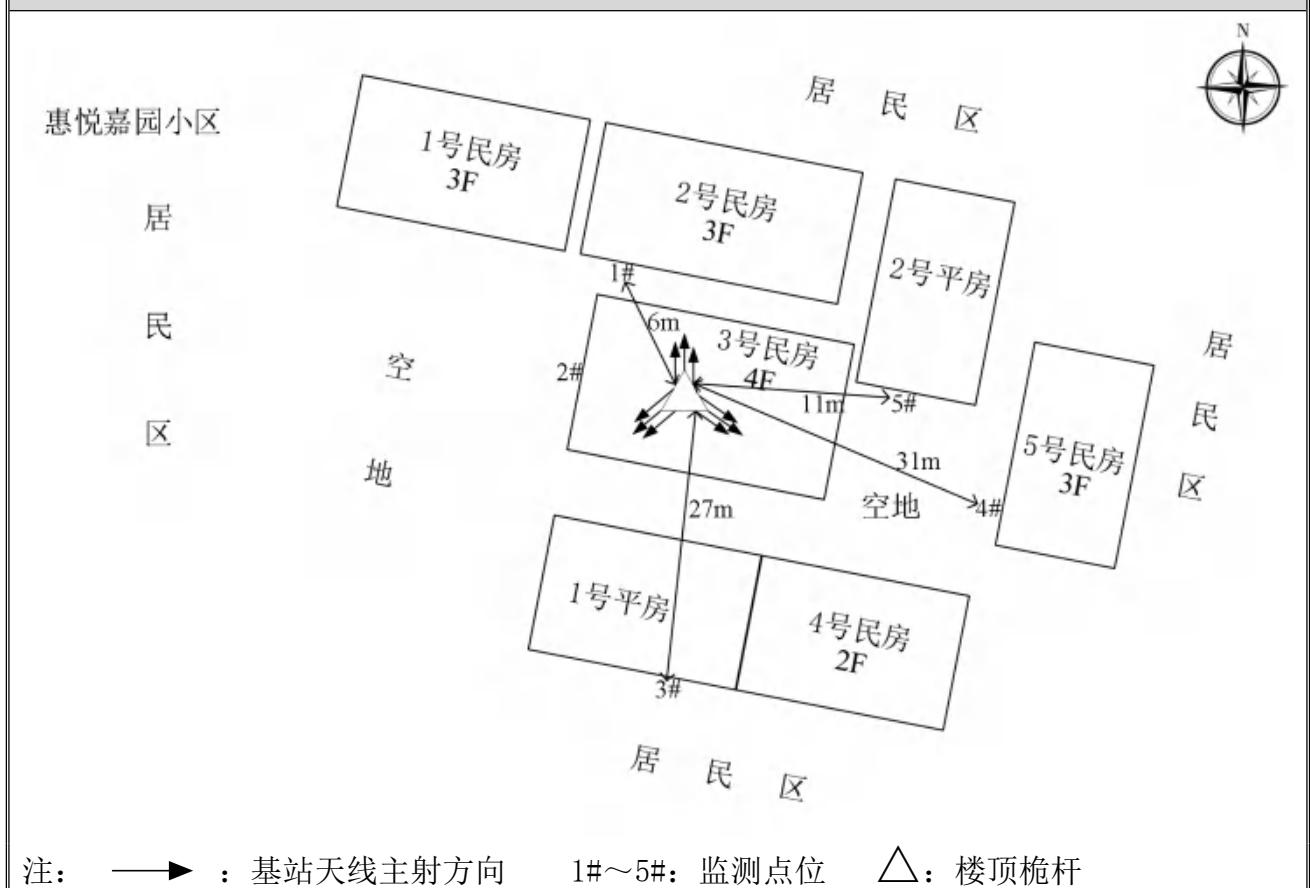 N
居 民 区
惠悦嘉园小区
1号民房
3F
2号民房
3F
居
民
区
2号平房
1#
6m
3号民房
4F
2#
空
地
11m
5#
居
民
区
5号民房
3F
31m
4#
空地
27m
1号平房
4号民房
2F
3#
居 民 区
注： ：基站天线主射方向 1#～5#：监测点位 △：楼顶桅杆